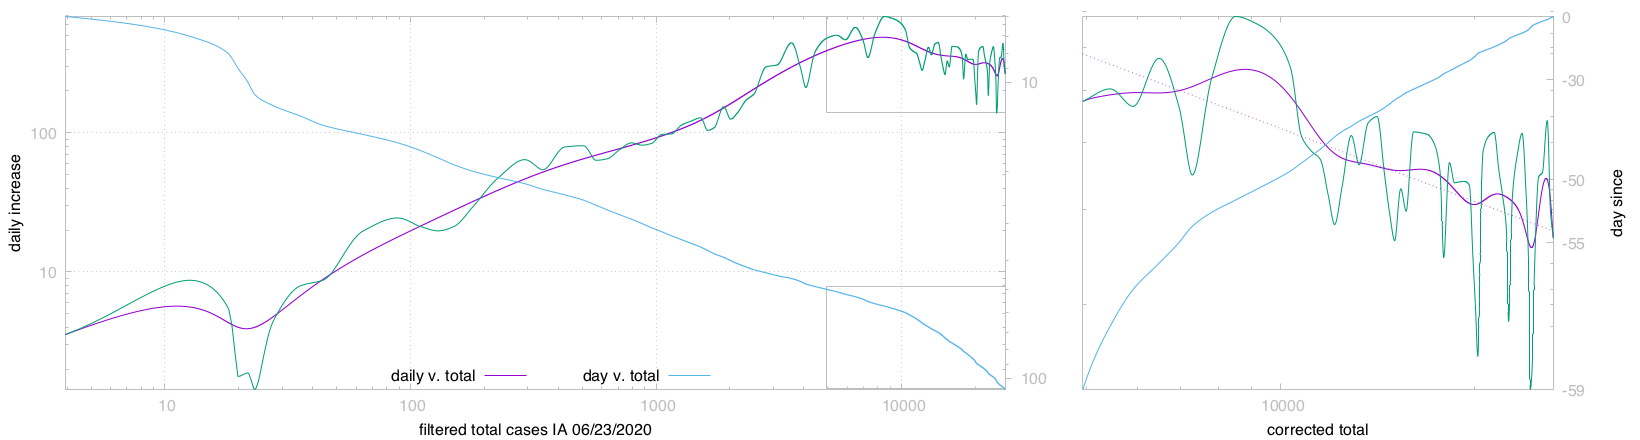 daily increase
100
10
10
100
daily v. total
day v. total
10
100
1000
10000
filtered total cases IA 06/23/2020
0
-30
-50
-55
-59
day since
10000
corrected total